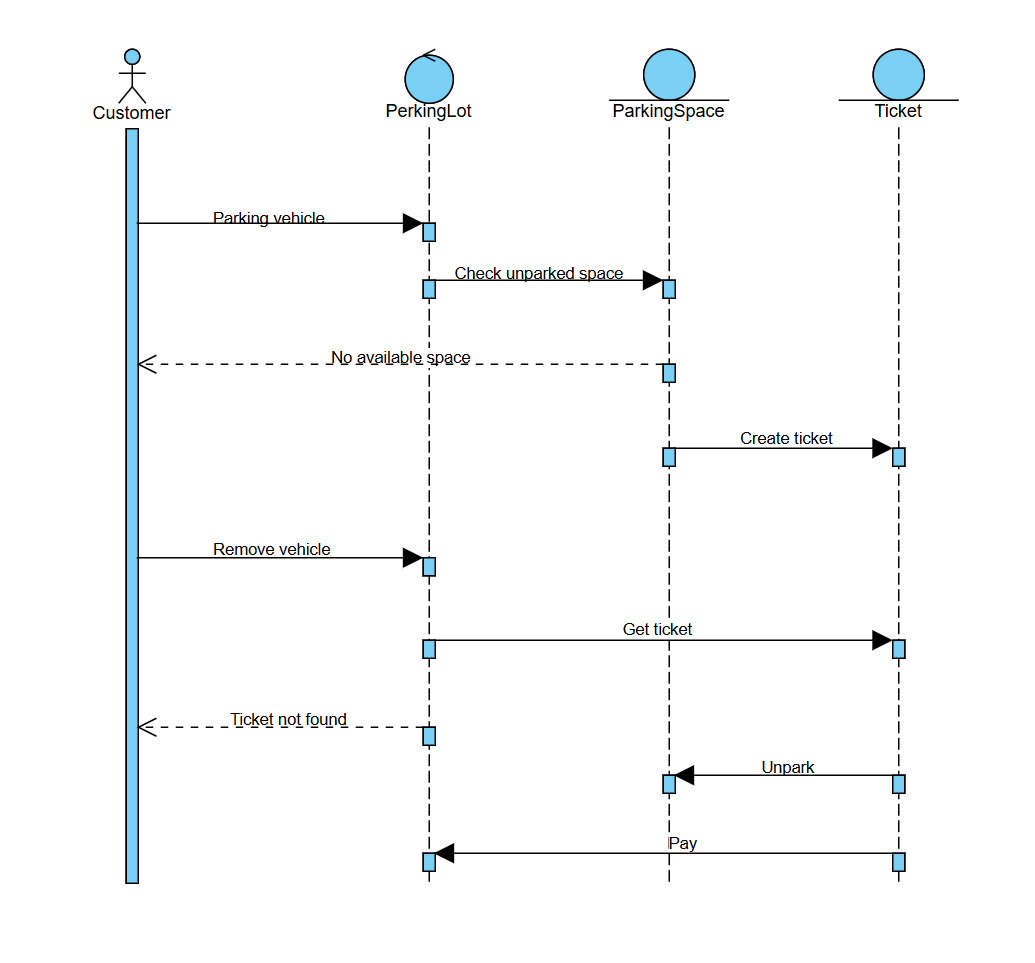 Customer
PerkingLot
ParkingSpace
Ticket
Parking vehicle
Check unparked space
No available space
Create ticket
Remove vehicle
Get ticket
Ticket not found
Unpark
Pay